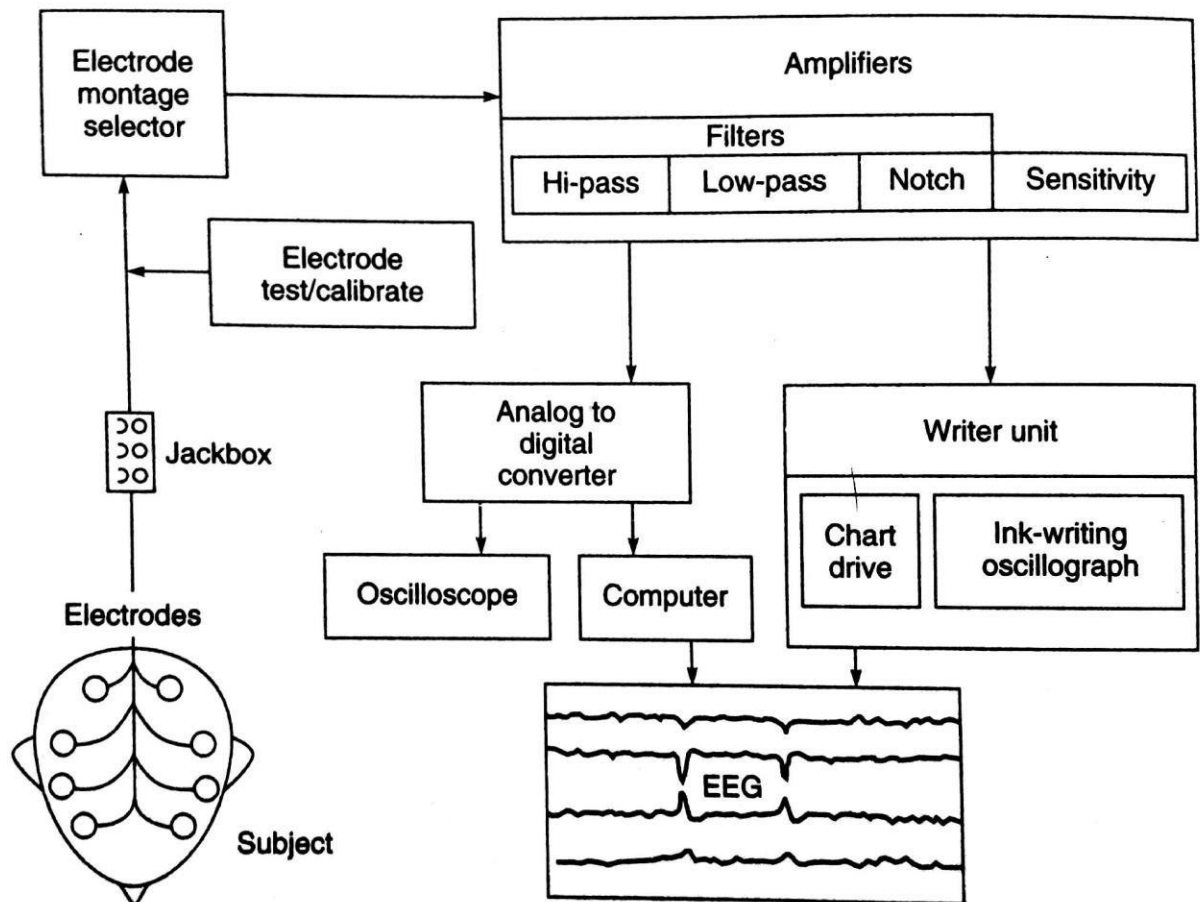 Electrode
montage
selector
Amplifiers
Filters
Hi-pass
Low-pass
Notch
Sensitivity
Electrode
test/calibrate
Jackbox
Analog to
digital
converter
Writer unit
Chart
drive
Ink-writing
oscillograph
Oscilloscope
Computer
Electrodes
EEG
Subject